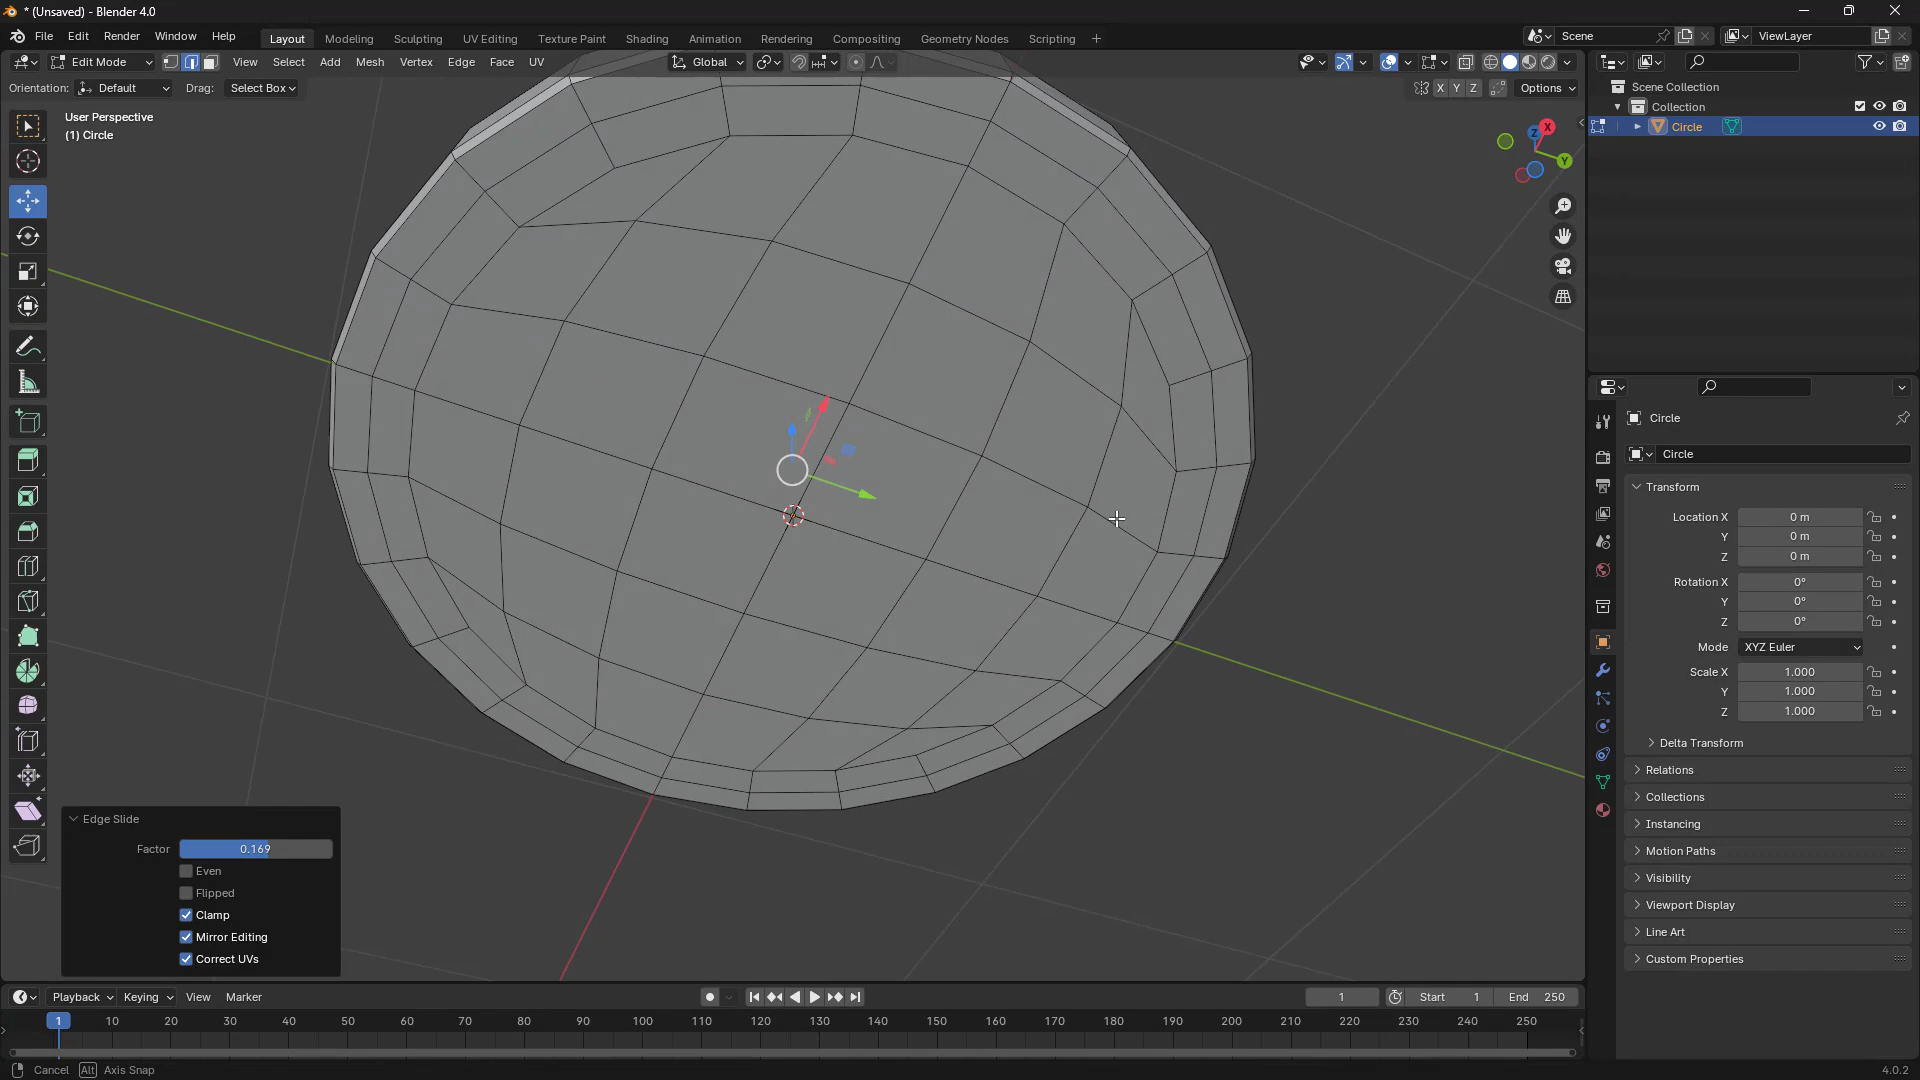 * (Unsaved) - Blender 4.0
File Edit Render Window Help
Layout Modeling Sculpting UV Editing Texture Paint Shading Animation Rendering Compositing Geometry Nodes Scripting +
Scene
ViewLayer
Edit Mode View Select Add Mesh Vertex Edge Face UV
Global
Orientation: Default Drag: Select Box
X Y Z Options
User Perspective
(1) Circle
X
Z
Y
Scene Collection
Collection
Circle
Circle
Circle
Transform
Location X 0 m
Y 0 m
Z 0 m
Rotation X 0°
Y 0°
Z 0°
Mode XYZ Euler
Scale X 1.000
Y 1.000
Z 1.000
Delta Transform
Relations
Collections
Instancing
Motion Paths
Visibility
Viewport Display
Line Art
Custom Properties
Edge Slide
Factor 0.169
Even
Flipped
Clamp
Mirror Editing
Correct UVs
Playback Keying View Marker
1 Start 1 End 250
1 10 20 30 40 50 60 70 80 90 100 110 120 130 140 150 160 170 180 190 200 210 220 230 240 250
Cancel Alt Axis Snap
4.0.2